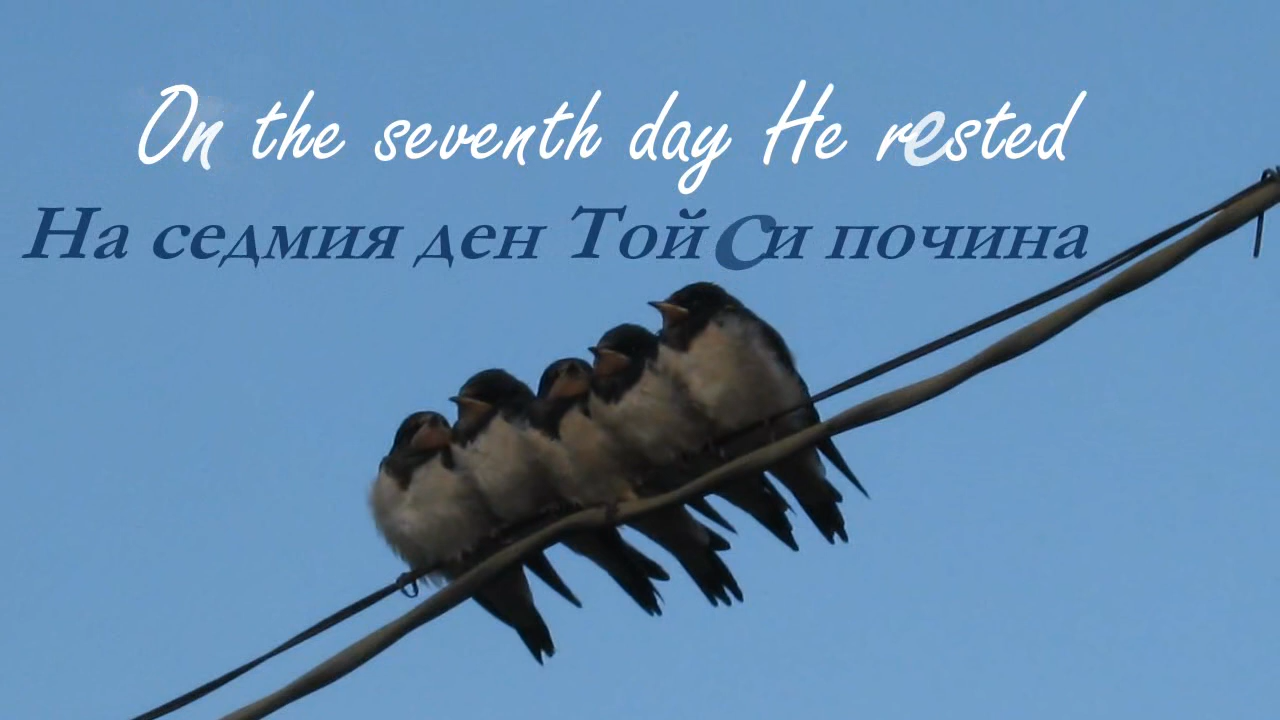 On the seventh day He rested
На седмия ден Той си почина